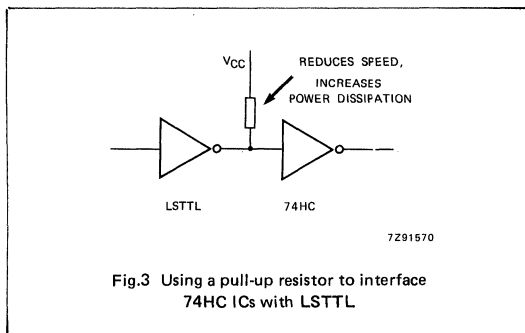 VCC
REDUCES SPEED,
INCREASES
POWER DISSIPATION
LSTTL
74HC
7Z91570
Fig.3 Using a pull-up resistor to interface
74HC ICs with LSTTL